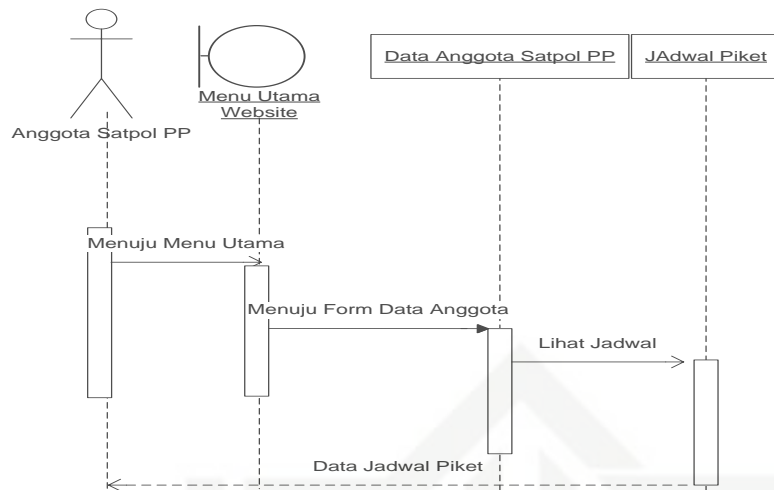 Data Anggota Satpol PP
JAdwal Piket
Menu Utama
Website
Anggota Satpol PP
Menuju Menu Utama
Menuju Form Data Anggota
Lihat Jadwal
Data Jadwal Piket